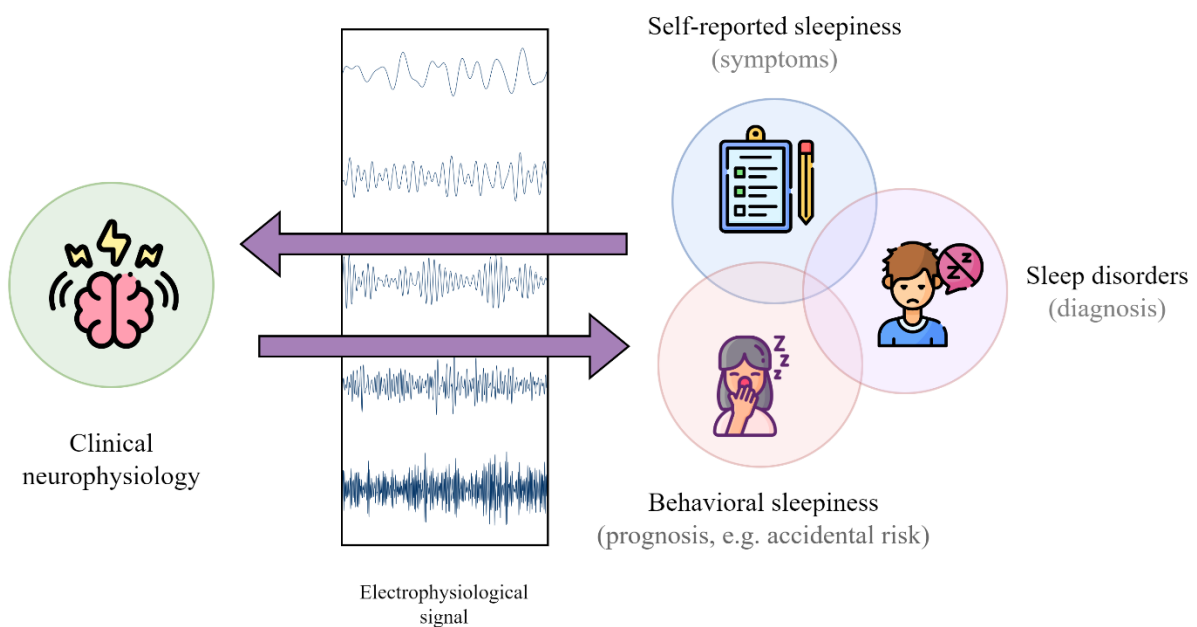 Self-reported sleepiness
(symptoms)
Sleep disorders
(diagnosis)
Clinical
neurophysiology
Behavioral sleepiness
(prognosis, e.g. accidental risk)
Electrophysiological
signal
Z
Z
Z
z
z